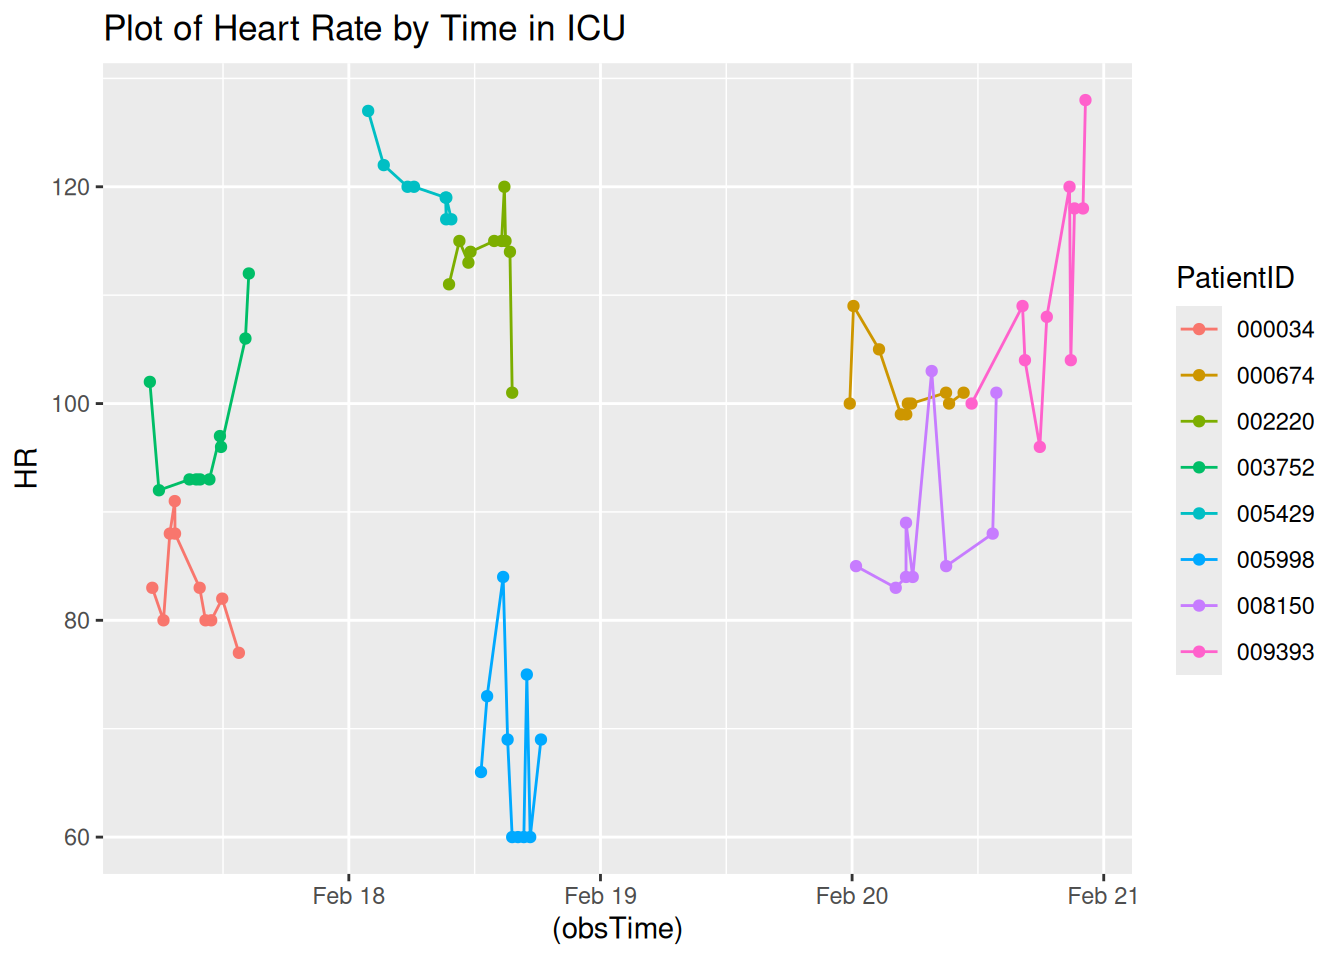 Plot of Heart Rate by Time in ICU
HR
120
100
80
60
Feb 18
Feb 19
Feb 20
Feb 21
(obsTime)
PatientID
000034
000674
002220
003752
005429
005998
008150
009393